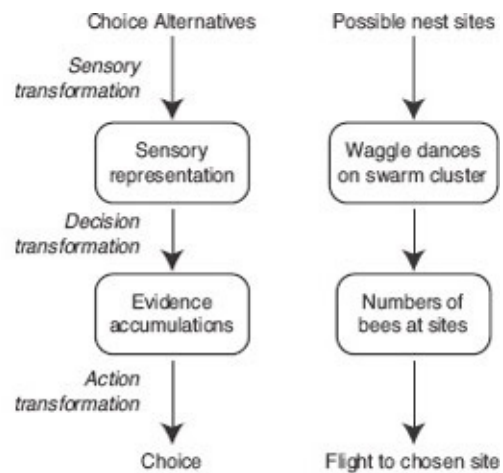 Choice Alternatives
Sensory
transformation
Sensory
representation
Decision
transformation
Evidence
accumulations
Action
transformation
Choice
Possible nest sites
Waggle dances
on swarm cluster
Numbers of
bees at sites
Flight to chosen site